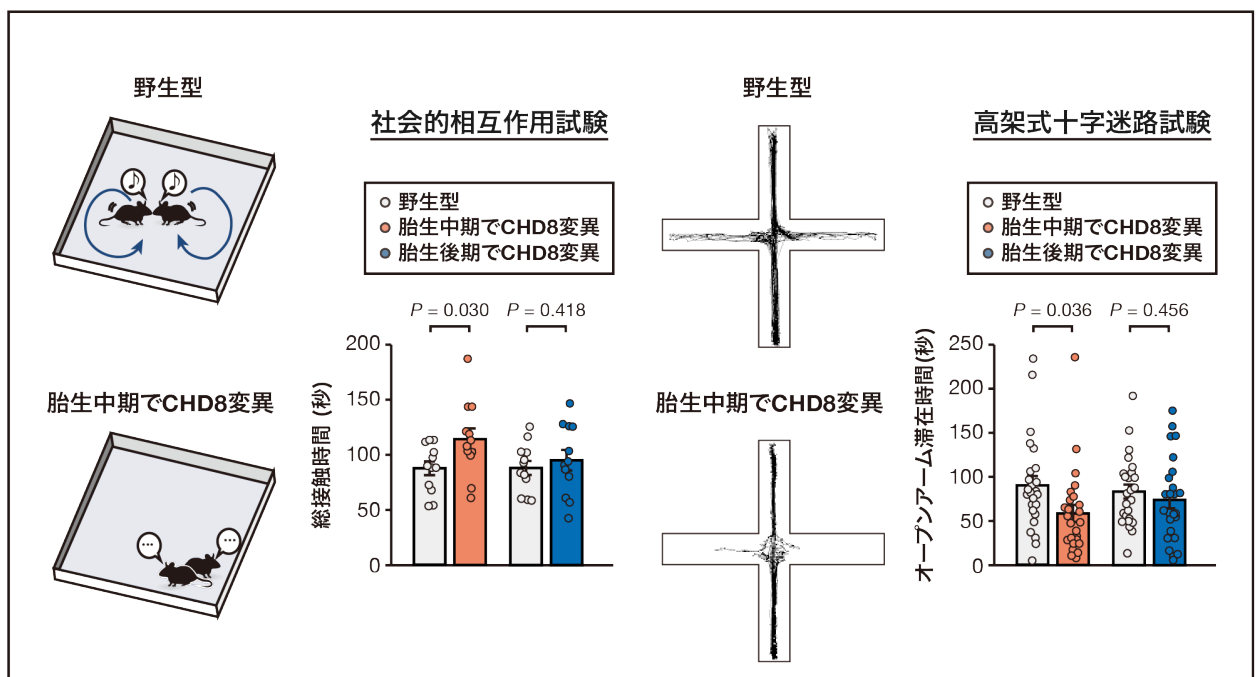 野生型
社会的相互作用試験
野生型
胎生中期でCHD8変異
胎生後期でCHD8変異
P = 0.030
P = 0.418
総接触時間 (秒)
200
150
100
50
0
胎生中期でCHD8変異
...
...
野生型
高架式十字迷路試験
野生型
胎生中期でCHD8変異
胎生後期でCHD8変異
P = 0.036
P = 0.456
オープンアーム滞在時間(秒)
250
200
150
100
50
0
胎生中期でCHD8変異